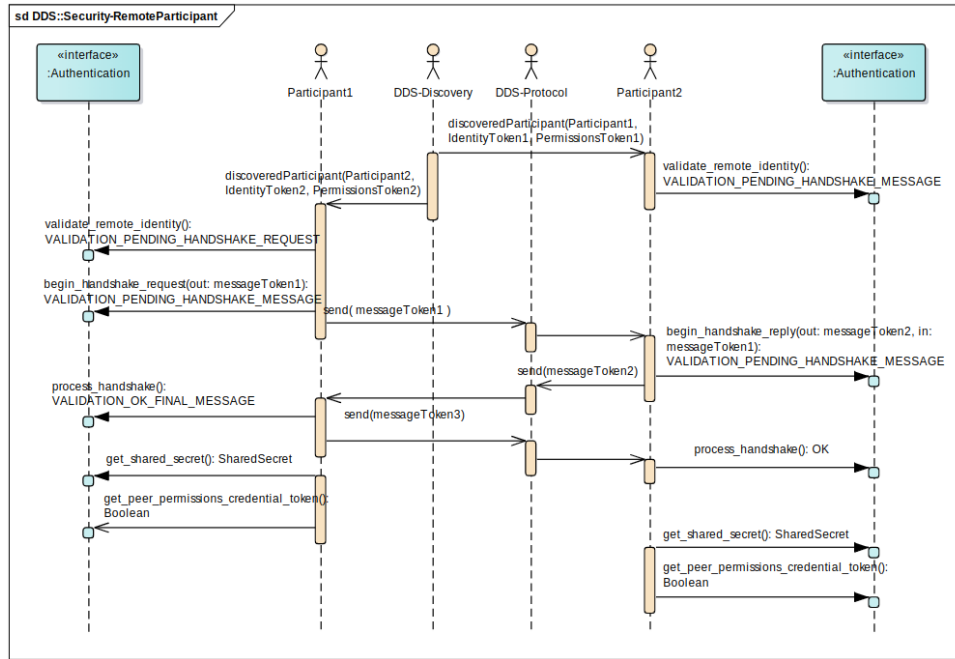 sd DDS::Security-RemoteParticipant
«interface»
:Authentication
Participant1
DDS-Discovery
DDS-Protocol
Participant2
«interface»
:Authentication
discoveredParticipant(Participant1,
IdentityToken1, PermissionsToken1)
validate_remote_identity():
VALIDATION_PENDING_HANDSHAKE_MESSAGE
discoveredParticipant(Participant2,
IdentityToken2, PermissionsToken2)
validate_remote_identity():
VALIDATION_PENDING_HANDSHAKE_REQUEST
begin_handshake_request(out: messageToken1):
VALIDATION_PENDING_HANDSHAKE_MESSAGE
send( messageToken1 )
begin_handshake_reply(out: messageToken2, in:
messageToken1):
VALIDATION_PENDING_HANDSHAKE_MESSAGE
send(messageToken2)
process_handshake():
VALIDATION_OK_FINAL_MESSAGE
send(messageToken3)
process_handshake(): OK
get_shared_secret(): SharedSecret
get_peer_permissions_credential_token():
Boolean
get_shared_secret(): SharedSecret
get_peer_permissions_credential_token():
Boolean